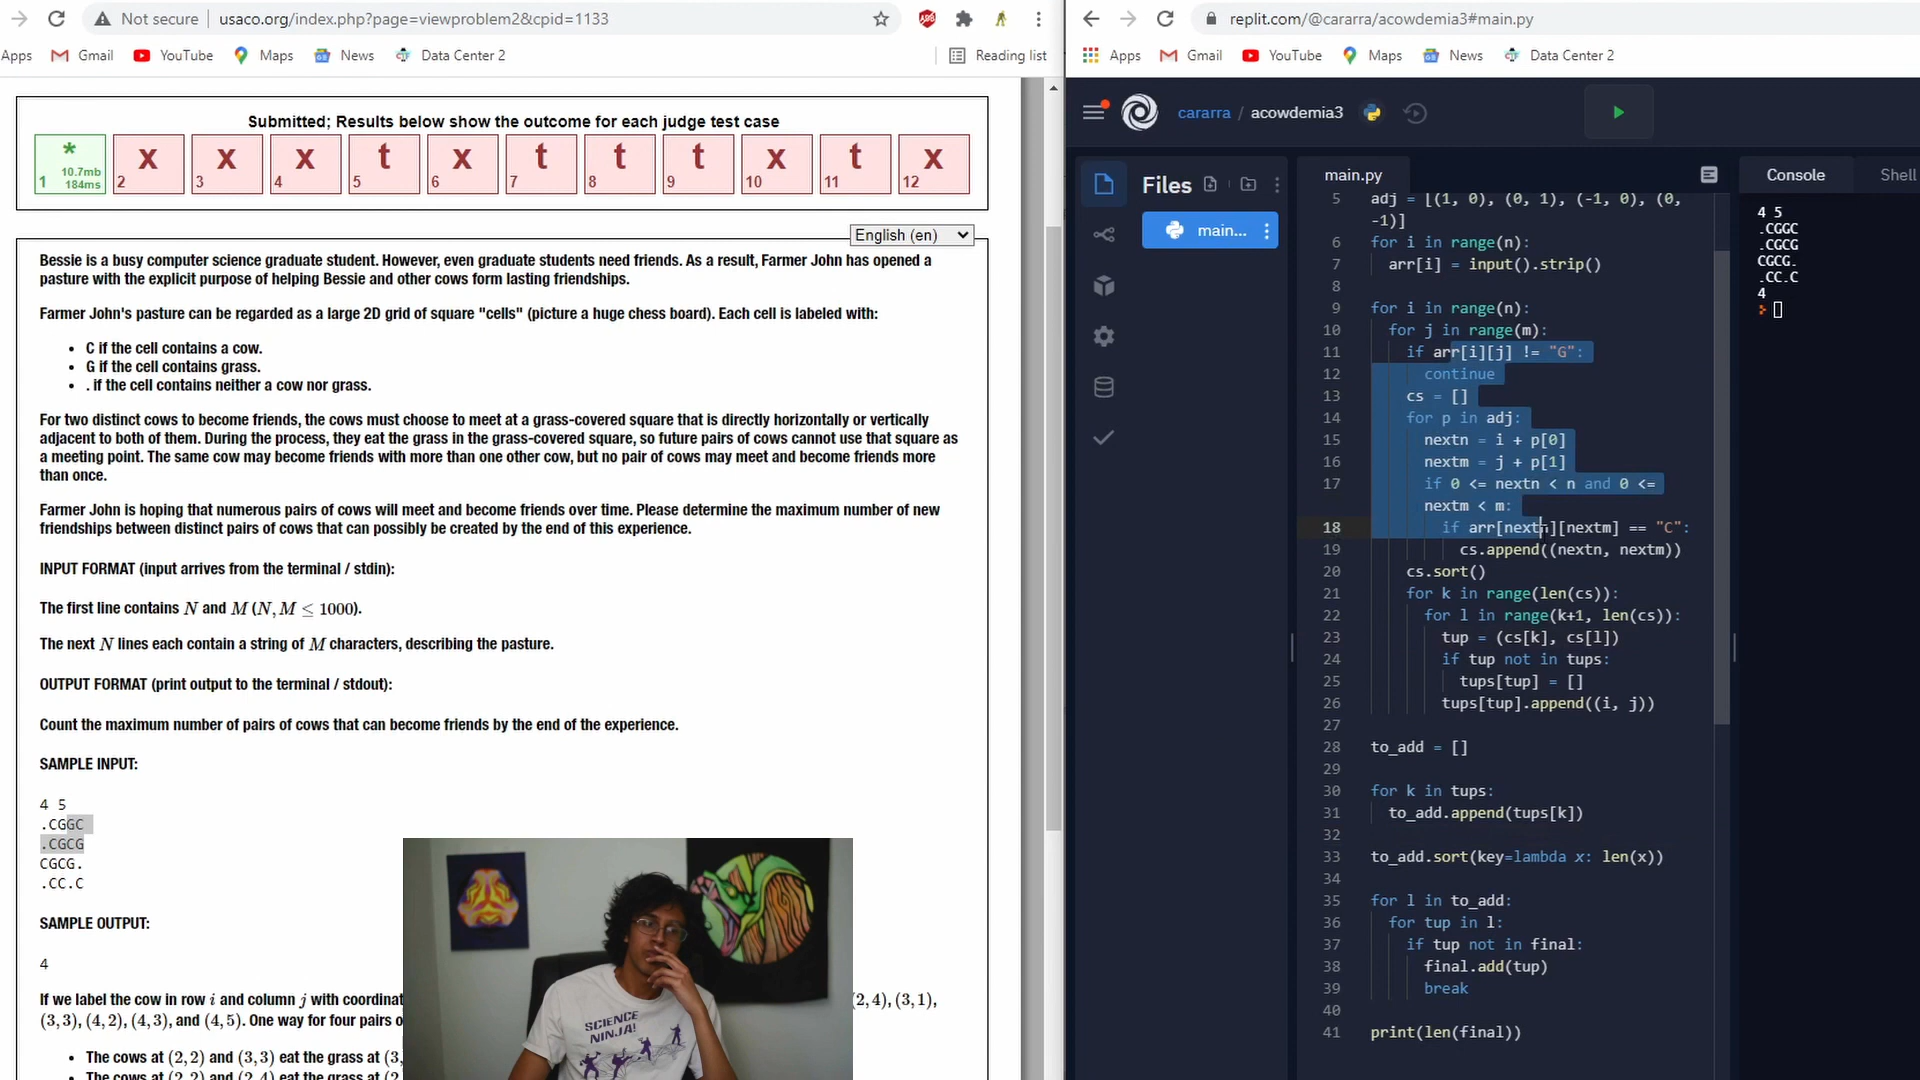 Not secure usaco.org/index.php?page=viewproblem2&cpid=1133
Apps Gmail YouTube Maps News Data Center 2 Reading list
Submitted; Results below show the outcome for each judge test case
* x x x t x t t t x t x
10.7mb
1 184ms 2 3 4 5 6 7 8 9 10 11 12
English (en)
Bessie is a busy computer science graduate student. However, even graduate students need friends. As a result, Farmer John has opened a
pasture with the explicit purpose of helping Bessie and other cows form lasting friendships.
Farmer John's pasture can be regarded as a large 2D grid of square "cells" (picture a huge chess board). Each cell is labeled with:
• C if the cell contains a cow.
• G if the cell contains grass.
• . if the cell contains neither a cow nor grass.
For two distinct cows to become friends, the cows must choose to meet at a grass-covered square that is directly horizontally or vertically
adjacent to both of them. During the process, they eat the grass in the grass-covered square, so future pairs of cows cannot use that square as
a meeting point. The same cow may become friends with more than one other cow, but no pair of cows may meet and become friends more
than once.
Farmer John is hoping that numerous pairs of cows will meet and become friends over time. Please determine the maximum number of new
friendships between distinct pairs of cows that can possibly be created by the end of this experience.
INPUT FORMAT (input arrives from the terminal / stdin):
The first line contains N and M (N, M ≤ 1000).
The next N lines each contain a string of M characters, describing the pasture.
OUTPUT FORMAT (print output to the terminal / stdout):
Count the maximum number of pairs of cows that can become friends by the end of the experience.
SAMPLE INPUT:
4 5
.CGGC
.CGCG
CGCG.
.CC.C
SAMPLE OUTPUT:
4
If we label the cow in row i and column j with coordinat (2, 4), (3, 1),
(3, 3), (4, 2), (4, 3), and (4, 5). One way for four pairs o
• The cows at (2, 2) and (3, 3) eat the grass at (3,
• The cows at (2, 2) and (2, 4) eat the grass at (2,
SCIENCE
NINJA!
replit.com/@cararra/acowdemia3#main.py
Apps Gmail YouTube Maps News Data Center 2
cararra / acowdemia3
Files
main...
main.py
5 adj = [(1, 0), (0, 1), (-1, 0), (0,
-1)]
6 for i in range(n):
7 arr[i] = input().strip()
8
9 for i in range(n):
10 for j in range(m):
11 if arr[i][j] != "G":
12 continue
13 cs = []
14 for p in adj:
15 nextn = i + p[0]
16 nextm = j + p[1]
17 if 0 <= nextn < n and 0 <=
nextm < m:
18 if arr[nextn][nextm] == "C":
19 cs.append((nextn, nextm))
20 cs.sort()
21 for k in range(len(cs)):
22 for l in range(k+1, len(cs)):
23 tup = (cs[k], cs[l])
24 if tup not in tups:
25 tups[tup] = []
26 tups[tup].append((i, j))
27
28 to_add = []
29
30 for k in tups:
31 to_add.append(tups[k])
32
33 to_add.sort(key=lambda x: len(x))
34
35 for l in to_add:
36 for tup in l:
37 if tup not in final:
38 final.add(tup)
39 break
40
41 print(len(final))
Console Shell
4 5
.CGGC
.CGCG
CGCG.
.CC.C
4